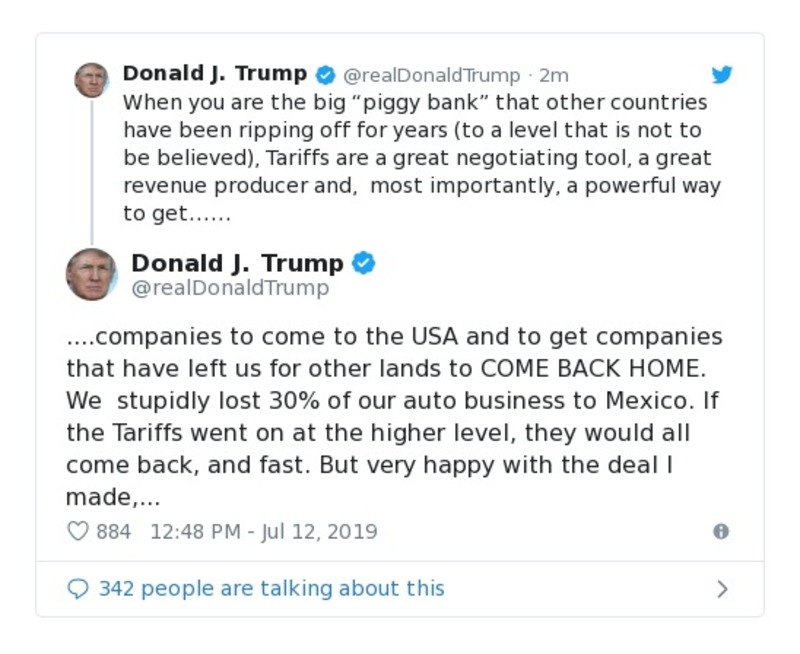 Donald J. Trump @realDonaldTrump · 2m
When you are the big “piggy bank” that other countries
have been ripping off for years (to a level that is not to
be believed), Tariffs are a great negotiating tool, a great
revenue producer and,  most importantly, a powerful way
to get......
Donald J. Trump
@realDonaldTrump
....companies to come to the USA and to get companies
that have left us for other lands to COME BACK HOME.
We  stupidly lost 30% of our auto business to Mexico. If
the Tariffs went on at the higher level, they would all
come back, and fast. But very happy with the deal I
made,...
884 12:48 PM - Jul 12, 2019
342 people are talking about this